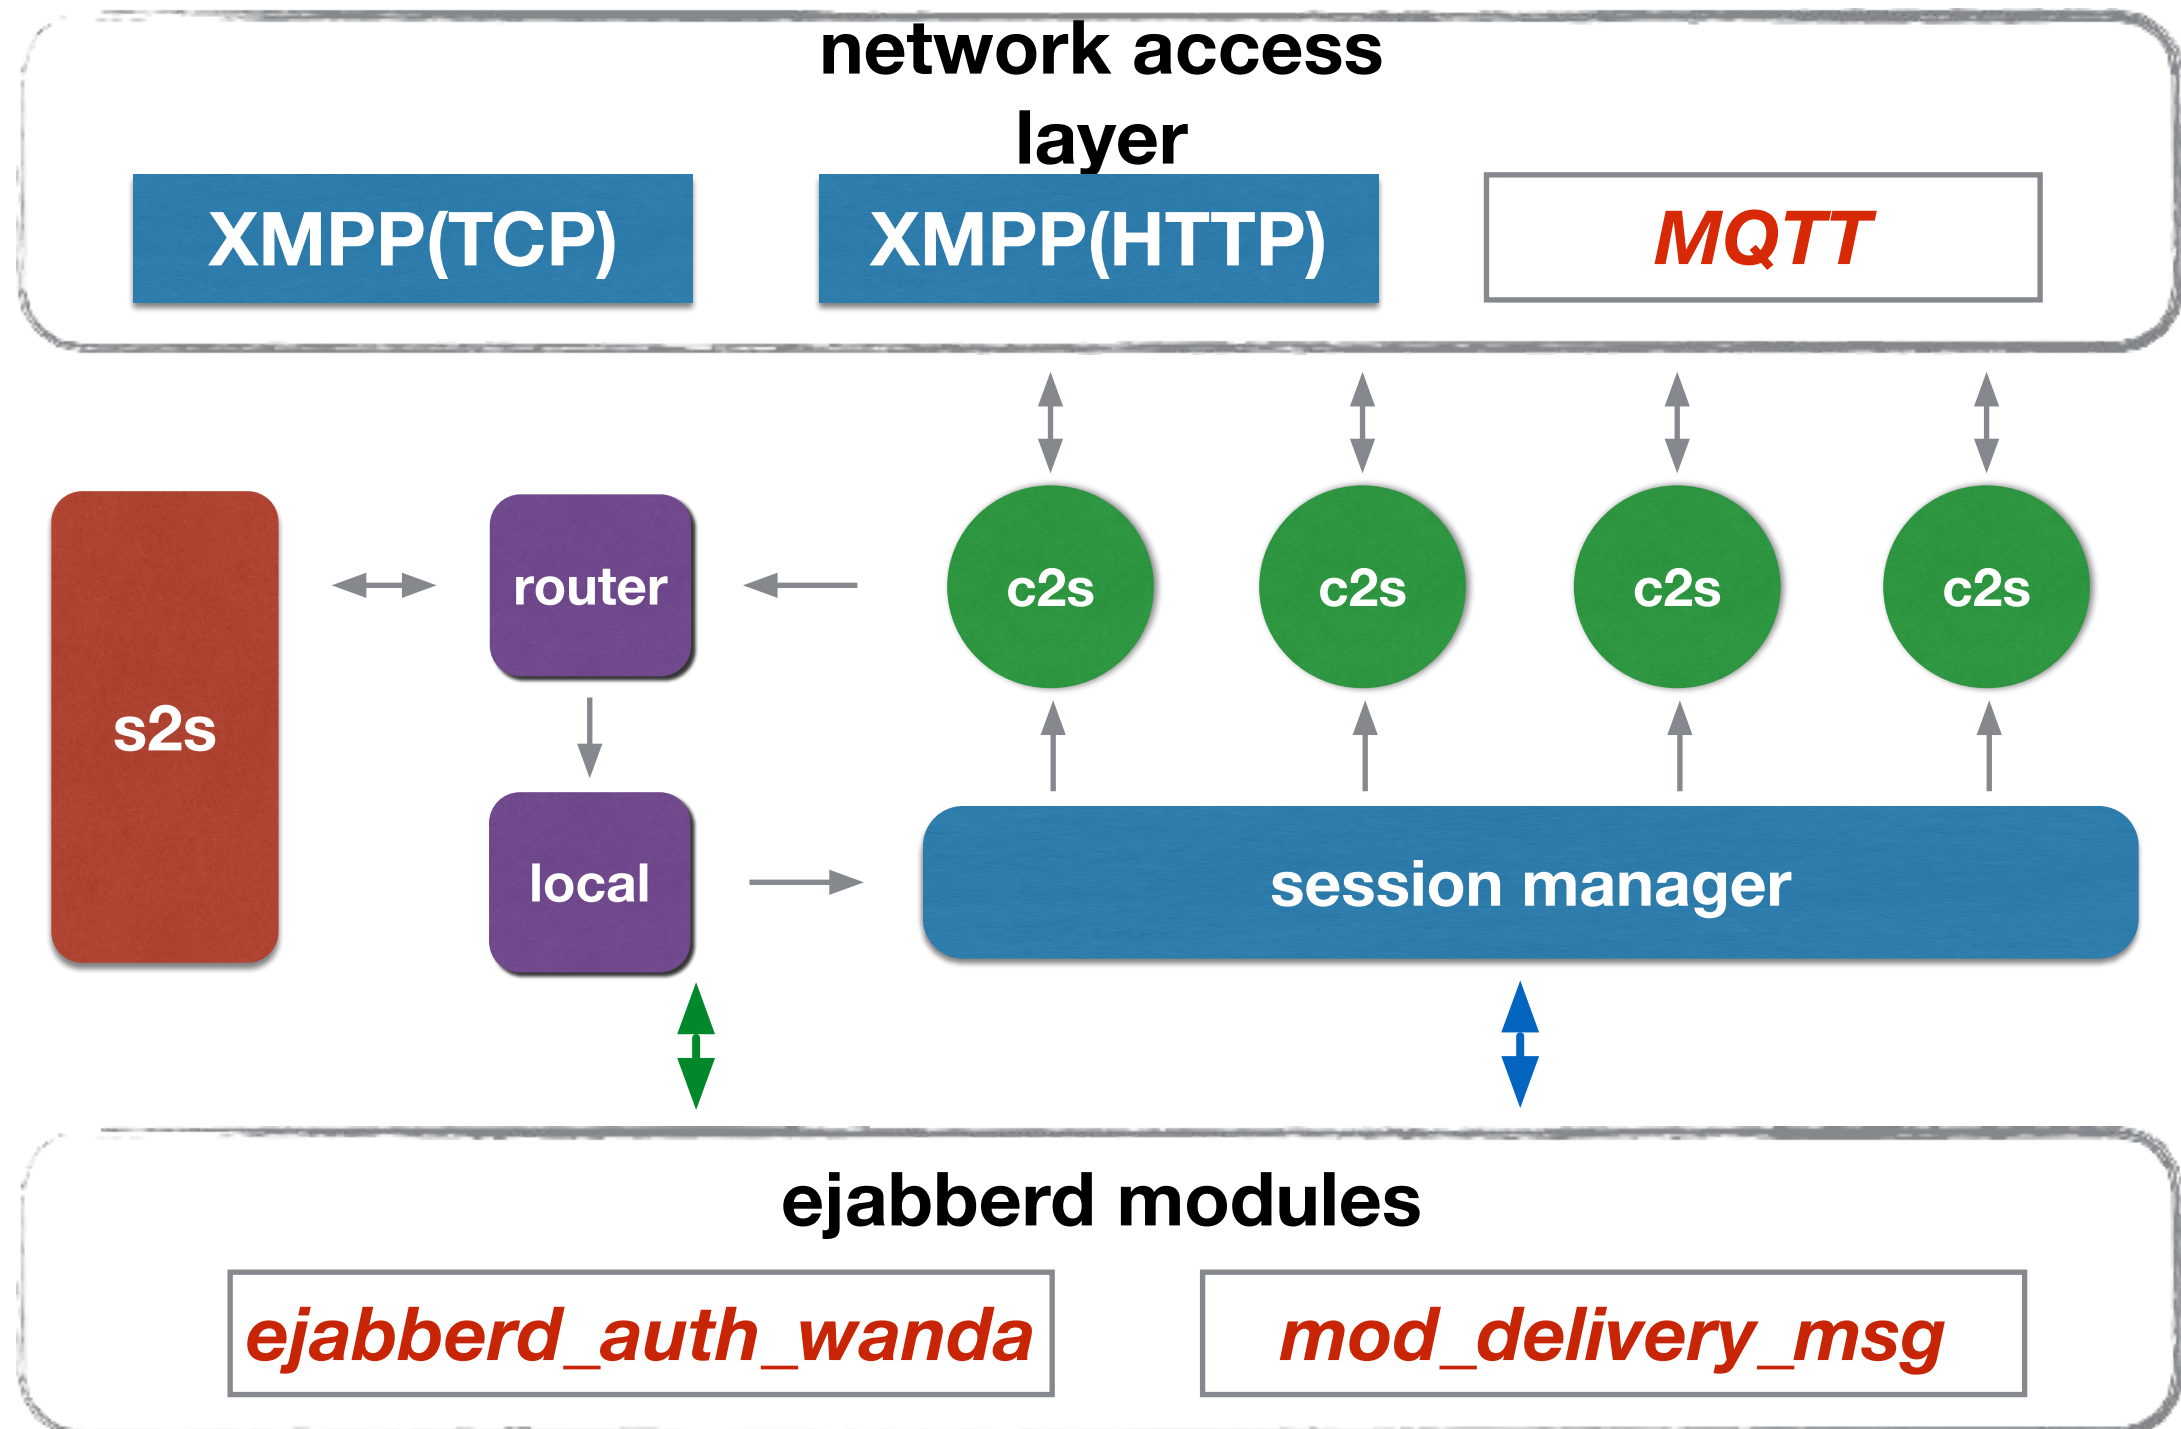 network access
layer
XMPP(TCP)
XMPP(HTTP)
MQTT
router
c2s
c2s
c2s
c2s
s2s
local
session manager
ejabberd modules
ejabberd_auth_wanda
mod_delivery_msg